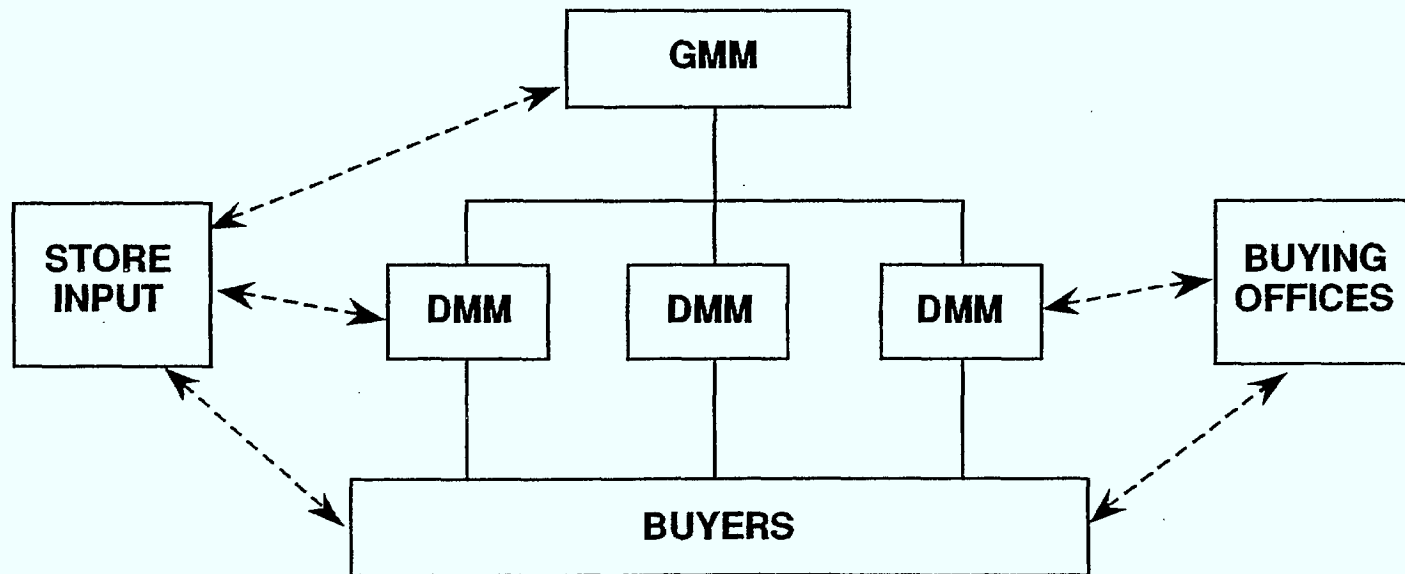 GMM
STORE
INPUT
DMM
DMM
DMM
BUYING
OFFICES
BUYERS